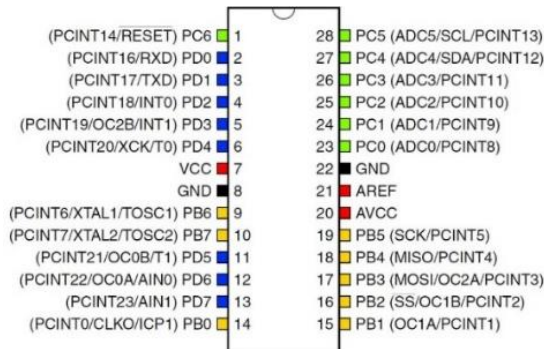 (PCINT14/RESET) PC6 1 28 PC5 (ADC5/SCL/PCINT13)
(PCINT16/RXD) PD0 2 27 PC4 (ADC4/SDA/PCINT12)
(PCINT17/TXD) PD1 3 26 PC3 (ADC3/PCINT11)
(PCINT18/INT0) PD2 4 25 PC2 (ADC2/PCINT10)
(PCINT19/OC2B/INT1) PD3 5 24 PC1 (ADC1/PCINT9)
(PCINT20/XCK/T0) PD4 6 23 PC0 (ADC0/PCINT8)
VCC 7 22 GND
GND 8 21 AREF
(PCINT6/XTAL1/TOSC1) PB6 9 20 AVCC
(PCINT7/XTAL2/TOSC2) PB7 10 19 PB5 (SCK/PCINT5)
(PCINT21/OC0B/T1) PD5 11 18 PB4 (MISO/PCINT4)
(PCINT22/OC0A/AIN0) PD6 12 17 PB3 (MOSI/OC2A/PCINT3)
(PCINT23/AIN1) PD7 13 16 PB2 (SS/OC1B/PCINT2)
(PCINT0/CLKO/ICP1) PB0 14 15 PB1 (OC1A/PCINT1)